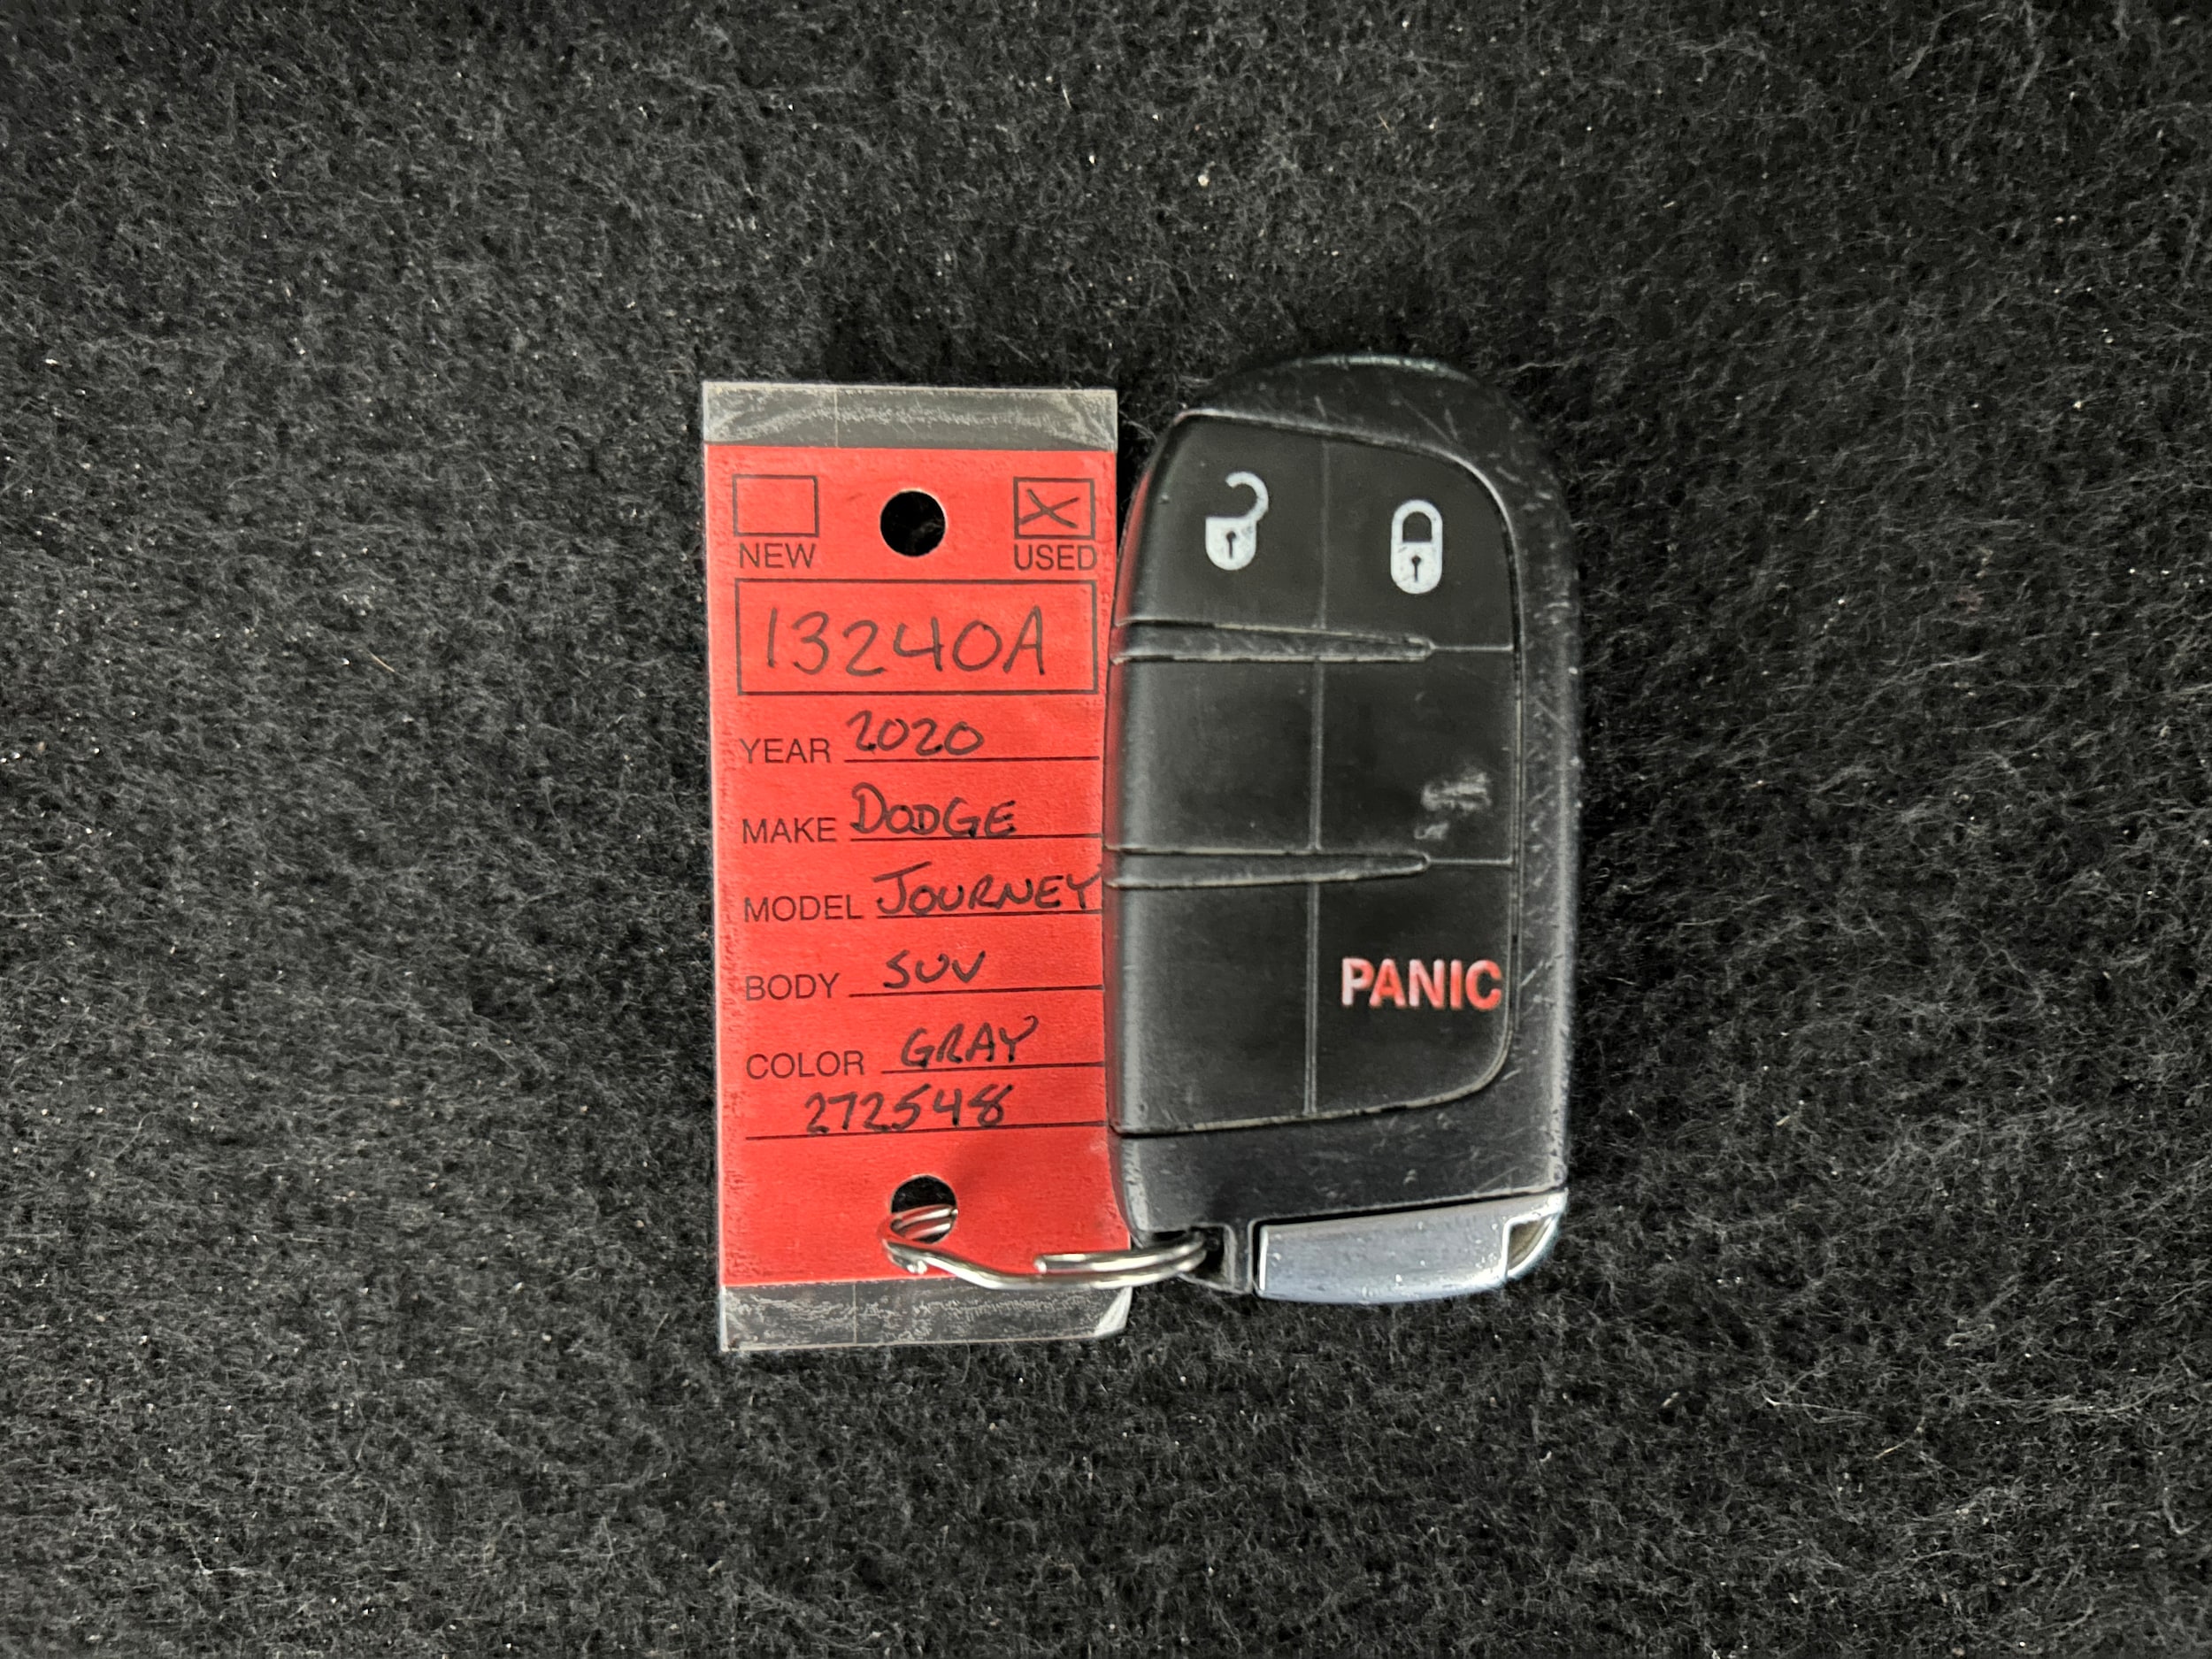 NEW USED
13240A
YEAR 2020
MAKE DODGE
MODEL JOURNEY
BODY SUV
COLOR GRAY
272548
PANIC